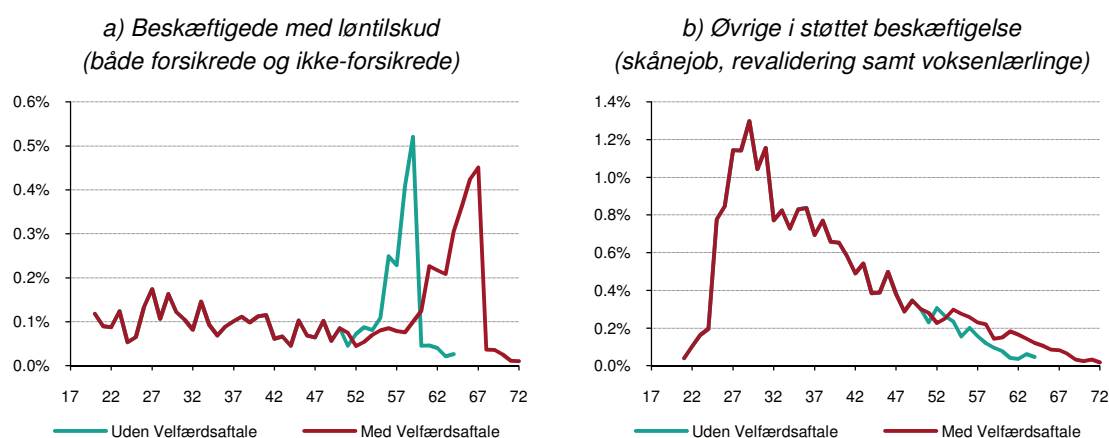 a) Beskæftigede med løntilskud
(både forsikrede og ikke-forsikrede)
0.6%
0.5%
0.4%
0.3%
0.2%
0.1%
0.0%
17 22 27 32 37 42 47 52 57 62 67 72
Uden Velfærdsaftale Med Velfærdsaftale
b) Øvrige i støttet beskæftigelse
(skånejob, revalidering samt voksenlærlinge)
1.4%
1.2%
1.0%
0.8%
0.6%
0.4%
0.2%
0.0%
17 22 27 32 37 42 47 52 57 62 67 72
Uden Velfærdsaftale Med Velfærdsaftale